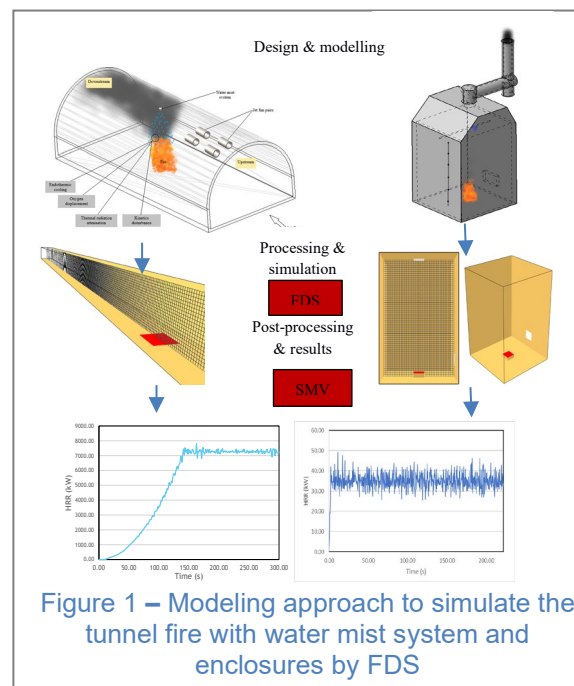 Design & modelling
Downstream
Water mist
system
Jet fan pairs
Fire
Upstream
Endothermic
cooling
Oxygen
displacement
Thermal radiation
attenuation
Kinetics
disturbance
Processing &
simulation
FDS
Post-processing
& results
SMV
9000.00
8000.00
7000.00
6000.00
5000.00
4000.00
3000.00
2000.00
1000.00
0.00
HRR (kW)
0.00 50.00 100.00 150.00 200.00 250.00 300.00
Time (s)
60.00
50.00
40.00
30.00
20.00
10.00
0.00
HRR (kW)
0.00 50.00 100.00 150.00 200.00
Time (s)
Figure 1 – Modeling approach to simulate the
tunnel fire with water mist system and
enclosures by FDS